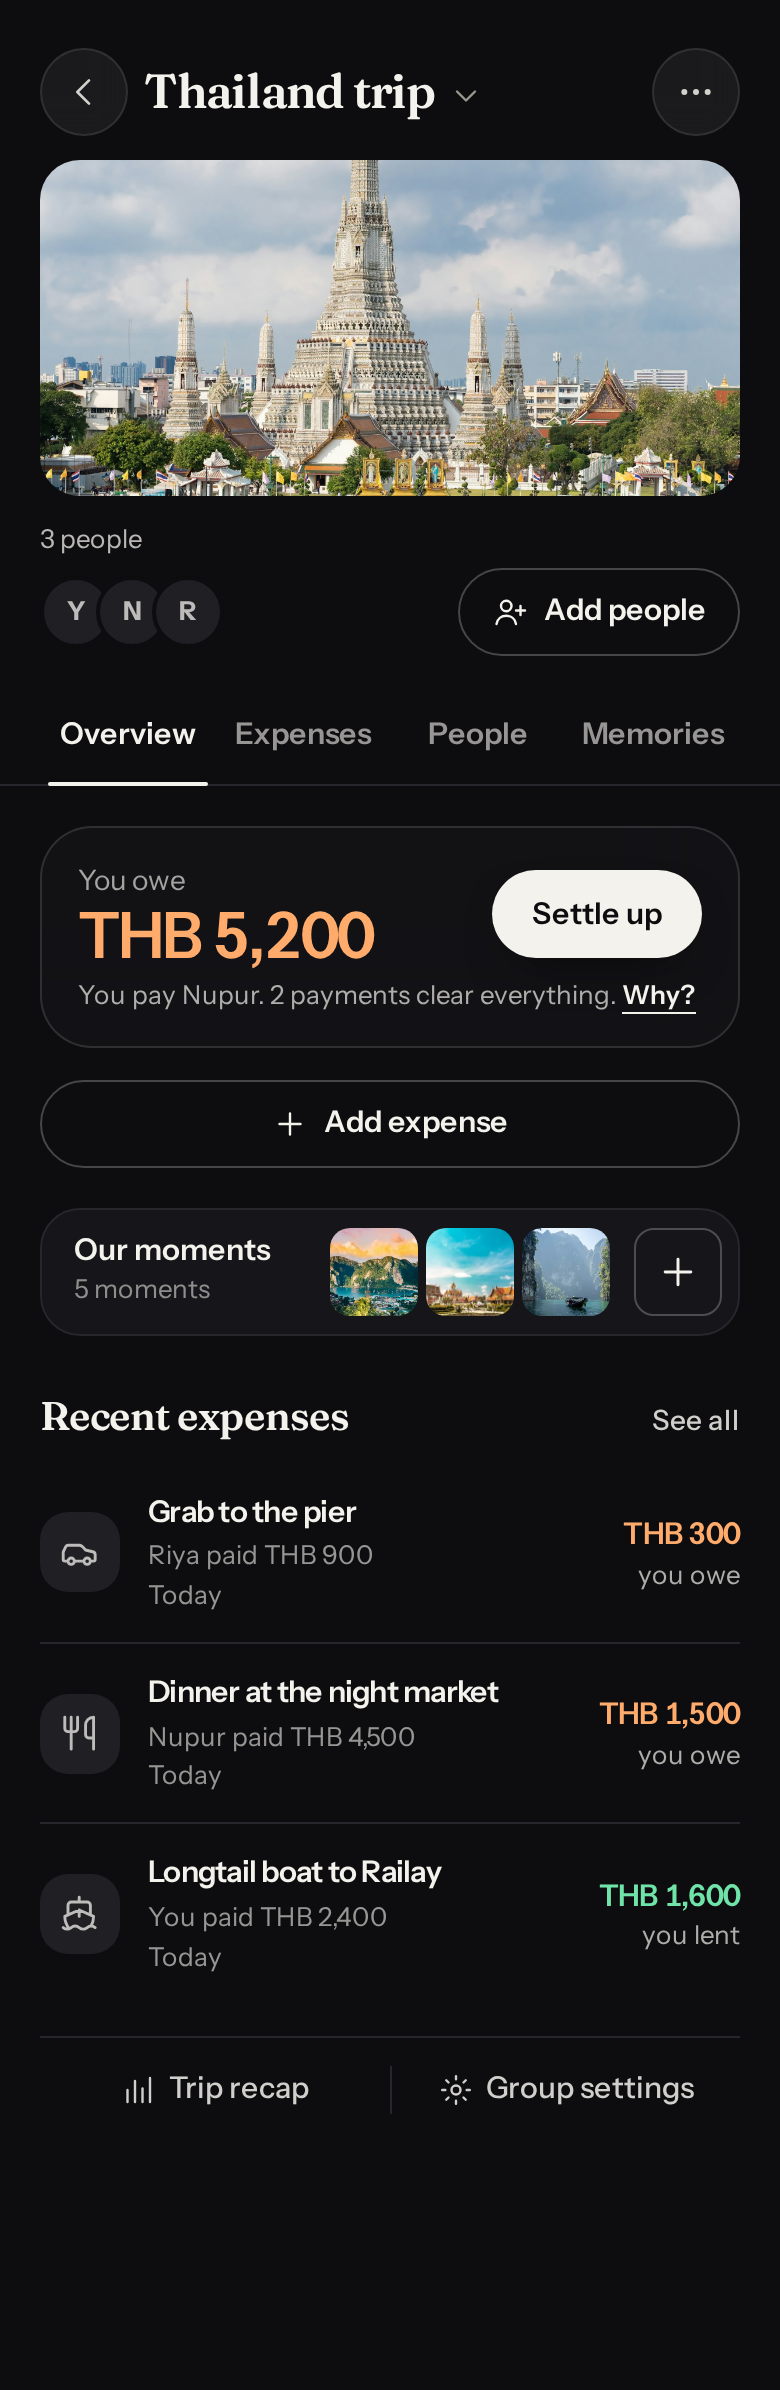 Thailand trip
3 people
Y N R
Add people
Overview Expenses People Memories
You owe
THB 5,200
Settle up
You pay Nupur. 2 payments clear everything. Why?
Add expense
Our moments
5 moments
Recent expenses
See all
Grab to the pier
Riya paid THB 900
Today
THB 300
you owe
Dinner at the night market
Nupur paid THB 4,500
Today
THB 1,500
you owe
Longtail boat to Railay
You paid THB 2,400
Today
THB 1,600
you lent
Trip recap
Group settings